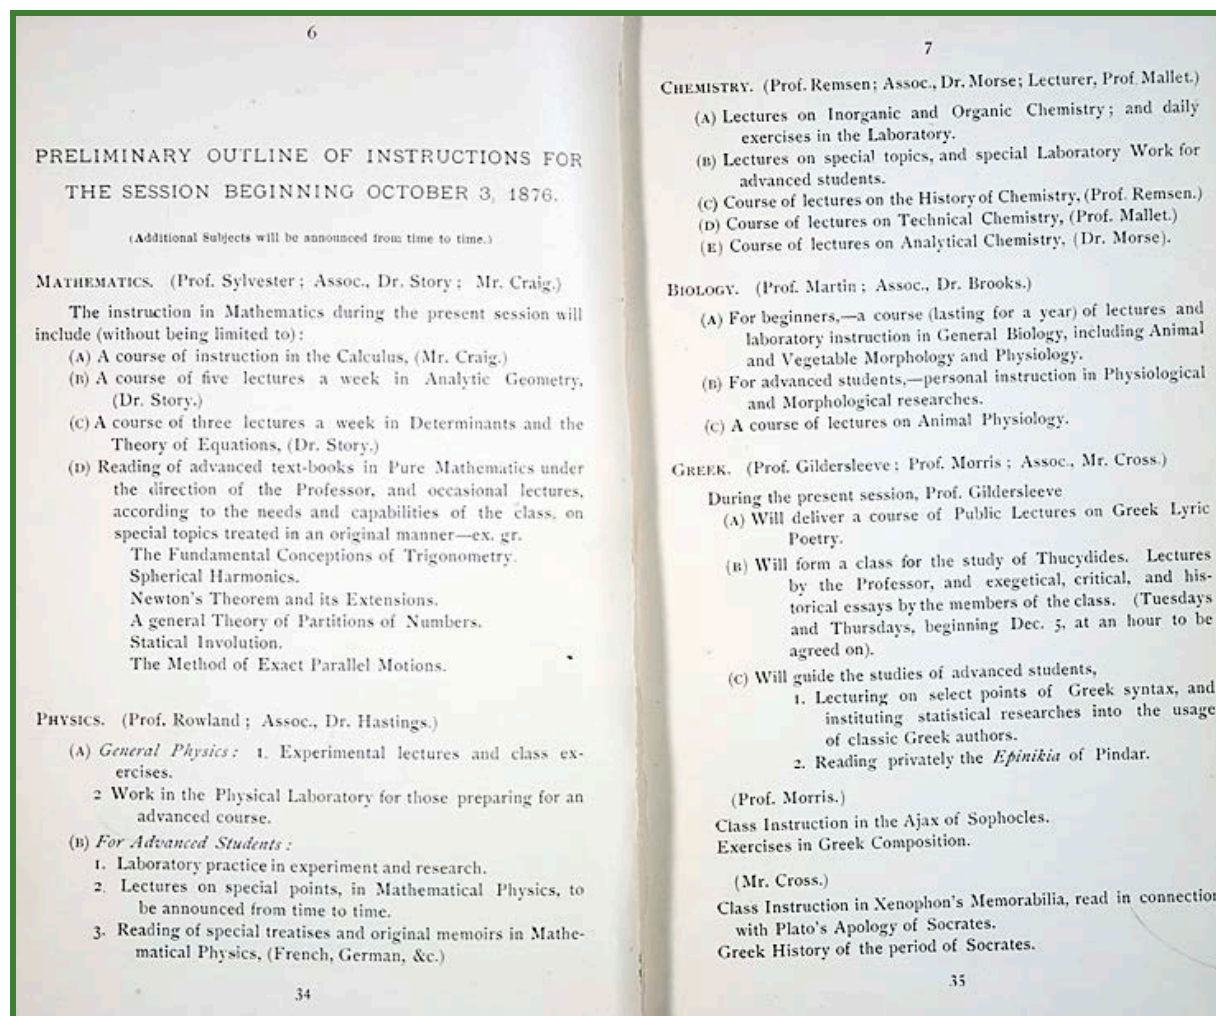 6
PRELIMINARY OUTLINE OF INSTRUCTIONS FOR
THE SESSION BEGINNING OCTOBER 3, 1876.
(Additional Subjects will be announced from time to time.)
MATHEMATICS. (Prof. Sylvester; Assoc., Dr. Story; Mr. Craig.)
The instruction in Mathematics during the present session will
include (without being limited to):
(A) A course of instruction in the Calculus, (Mr. Craig.)
(B) A course of five lectures a week in Analytic Geometry,
(Dr. Story.)
(C) A course of three lectures a week in Determinants and the
Theory of Equations, (Dr. Story.)
(D) Reading of advanced text-books in Pure Mathematics under
the direction of the Professor, and occasional lectures,
according to the needs and capabilities of the class, on
special topics treated in an original manner—ex. gr.
The Fundamental Conceptions of Trigonometry.
Spherical Harmonics.
Newton's Theorem and its Extensions.
A general Theory of Partitions of Numbers.
Statical Involution.
The Method of Exact Parallel Motions.
PHYSICS. (Prof. Rowland; Assoc., Dr. Hastings.)
(A) General Physics: 1. Experimental lectures and class ex-
ercises.
2 Work in the Physical Laboratory for those preparing for an
advanced course.
(B) For Advanced Students:
1. Laboratory practice in experiment and research.
2. Lectures on special points, in Mathematical Physics, to
be announced from time to time.
3. Reading of special treatises and original memoirs in Mathe-
matical Physics, (French, German, &c.)
34
7
CHEMISTRY. (Prof. Remsen; Assoc., Dr. Morse; Lecturer, Prof. Mallet.)
(A) Lectures on Inorganic and Organic Chemistry; and daily
exercises in the Laboratory.
(B) Lectures on special topics, and special Laboratory Work for
advanced students.
(C) Course of lectures on the History of Chemistry, (Prof. Remsen.)
(D) Course of lectures on Technical Chemistry, (Prof. Mallet.)
(E) Course of lectures on Analytical Chemistry, (Dr. Morse).
BIOLOGY. (Prof. Martin; Assoc., Dr. Brooks.)
(A) For beginners,—a course (lasting for a year) of lectures and
laboratory instruction in General Biology, including Animal
and Vegetable Morphology and Physiology.
(B) For advanced students,—personal instruction in Physiological
and Morphological researches.
(C) A course of lectures on Animal Physiology.
GREEK. (Prof. Gildersleeve; Prof. Morris; Assoc., Mr. Cross.)
During the present session, Prof. Gildersleeve
(A) Will deliver a course of Public Lectures on Greek Lyric
Poetry.
(B) Will form a class for the study of Thucydides. Lectures
by the Professor, and exegetical, critical, and his-
torical essays by the members of the class. (Tuesdays
and Thursdays, beginning Dec. 5, at an hour to be
agreed on).
(C) Will guide the studies of advanced students,
1. Lecturing on select points of Greek syntax, and
instituting statistical researches into the usage
of classic Greek authors.
2. Reading privately the Epinikia of Pindar.
(Prof. Morris.)
Class Instruction in the Ajax of Sophocles.
Exercises in Greek Composition.
(Mr. Cross.)
Class Instruction in Xenophon's Memorabilia, read in connection
with Plato's Apology of Socrates.
Greek History of the period of Socrates.
35